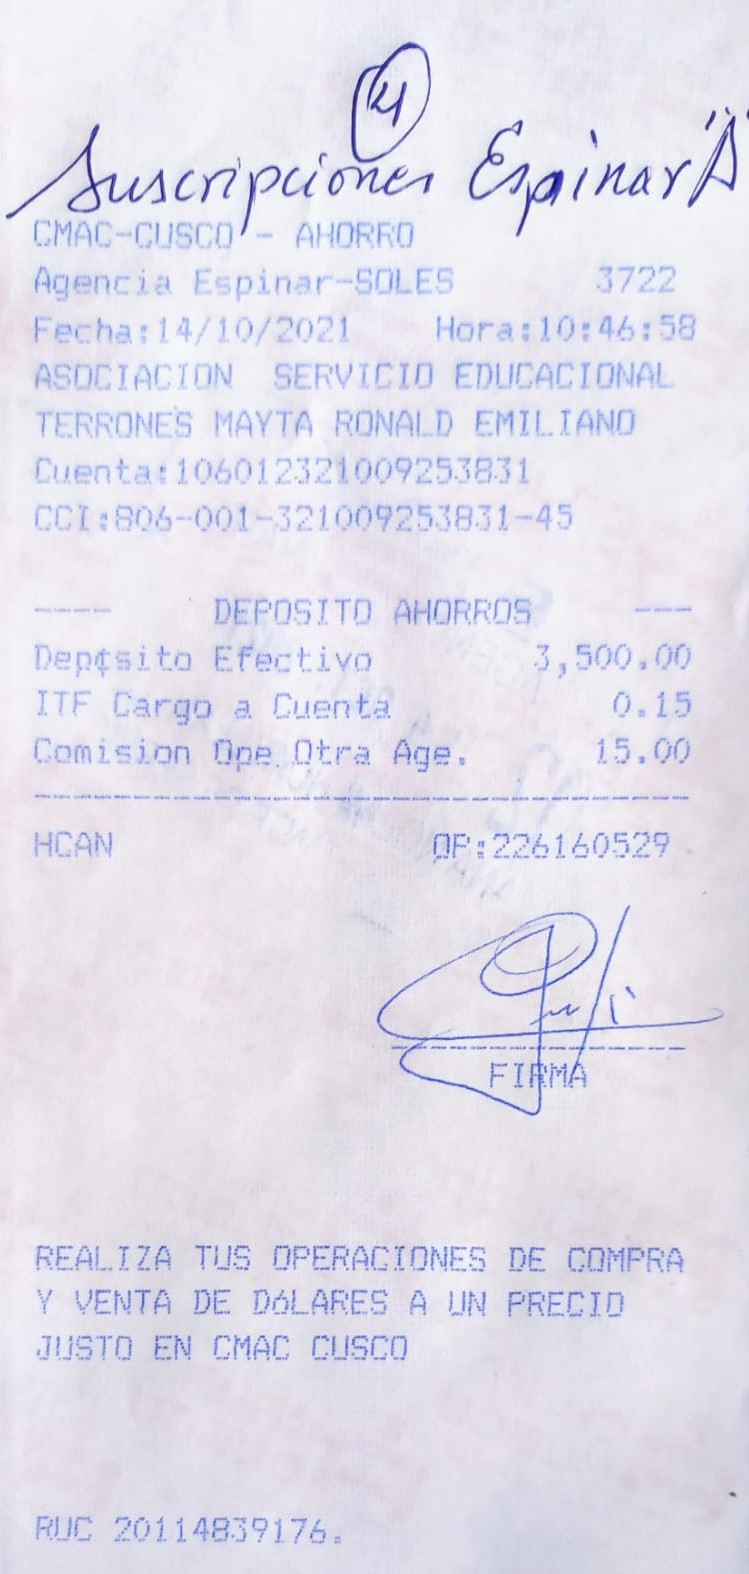 4
Suscripciones Espinar "A"
CMAC-CUSCO - AHORRO
Agencia Espinar-SOLES 3722
Fecha:14/10/2021 Hora:10:46:58
ASOCIACION SERVICIO EDUCACIONAL
TERRONES MAYTA RONALD EMILIANO
Cuenta:106012321009253831
CCI:806-001-321009253831-45
---- DEPOSITO AHORROS ---
Dep¢sito Efectivo 3,500.00
ITF Cargo a Cuenta 0.15
Comision Ope.Otra Age. 15.00
HCAN OP:226160529
FIRMA
REALIZA TUS OPERACIONES DE COMPRA
Y VENTA DE DóLARES A UN PRECIO
JUSTO EN CMAC CUSCO
RUC 20114839176.